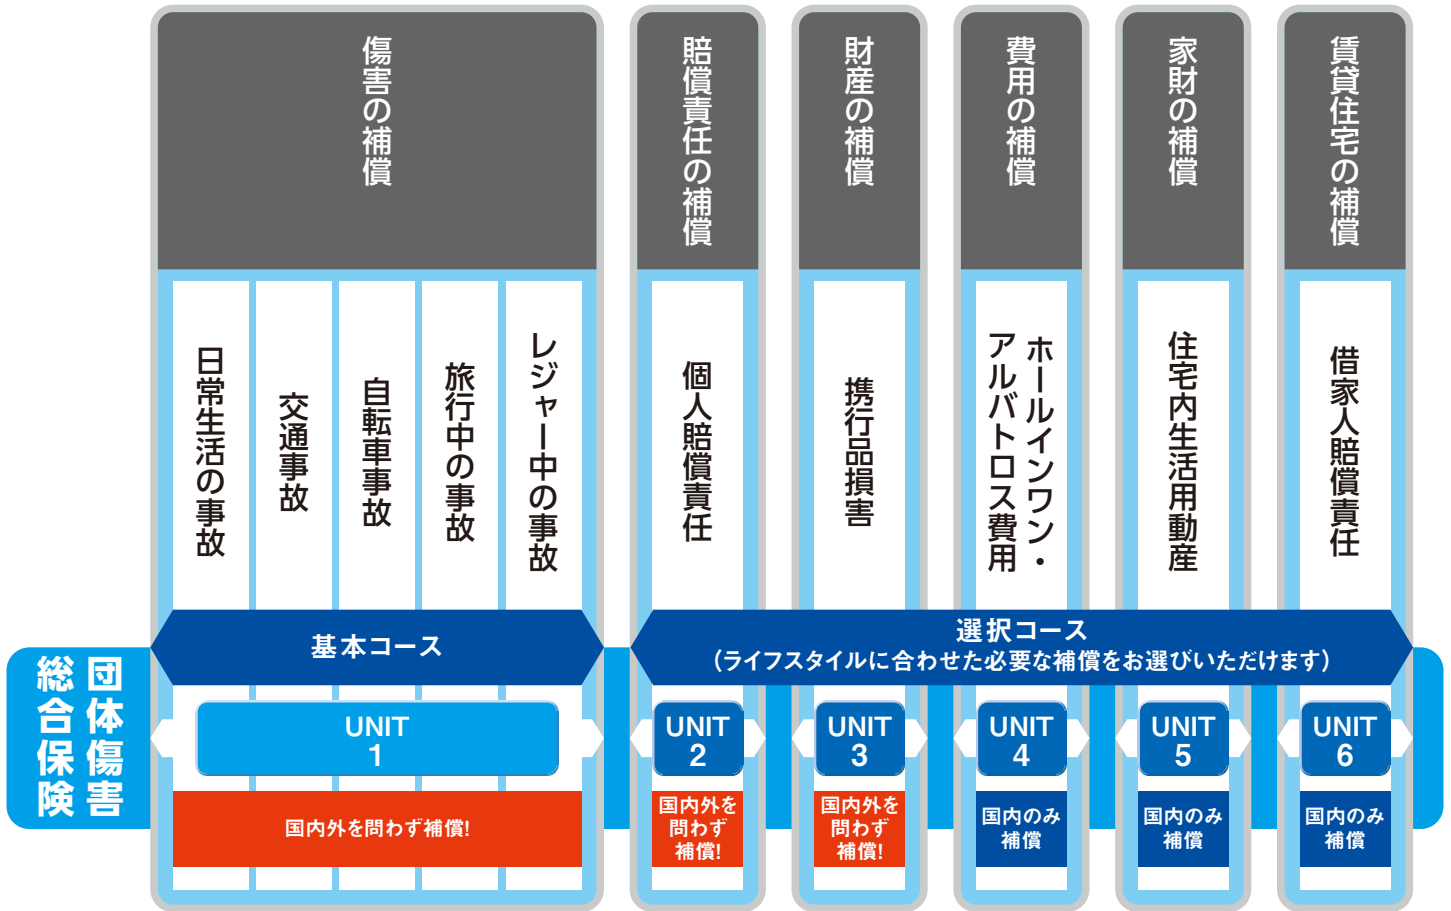 傷害の補償
賠償責任の補償
財産の補償
費用の補償
家財の補償
賃貸住宅の補償
日常生活の事故
交通事故
自転車事故
旅行中の事故
レジャー中の事故
個人賠償責任
携行品損害
ホールインワン・
アルバトロス費用
住宅内生活用動産
借家人賠償責任
基本コース
選択コース
(ライフスタイルに合わせた必要な補償をお選びいただけます)
団体傷害
総合保険
UNIT
1
UNIT
2
UNIT
3
UNIT
4
UNIT
5
UNIT
6
国内外を問わず補償!
国内外を
問わず
補償!
国内外を
問わず
補償!
国内のみ
補償
国内のみ
補償
国内のみ
補償